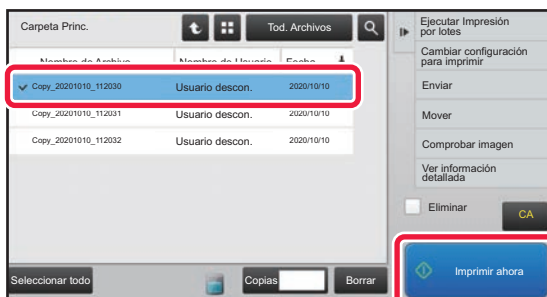 Carpeta Princ.
Tod. Archivos
Nombre de Archivo Nombre de Usuario Fecha
Copy_20201010_112030 Usuario descon. 2020/10/10
Copy_20201010_112031 Usuario descon. 2020/10/10
Copy_20201010_112032 Usuario descon. 2020/10/10
Seleccionar todo
Copias
Borrar
Ejecutar Impresión
por lotes
Cambiar configuración
para imprimir
Enviar
Mover
Comprobar imagen
Ver información
detallada
Eliminar
CA
Imprimir ahora